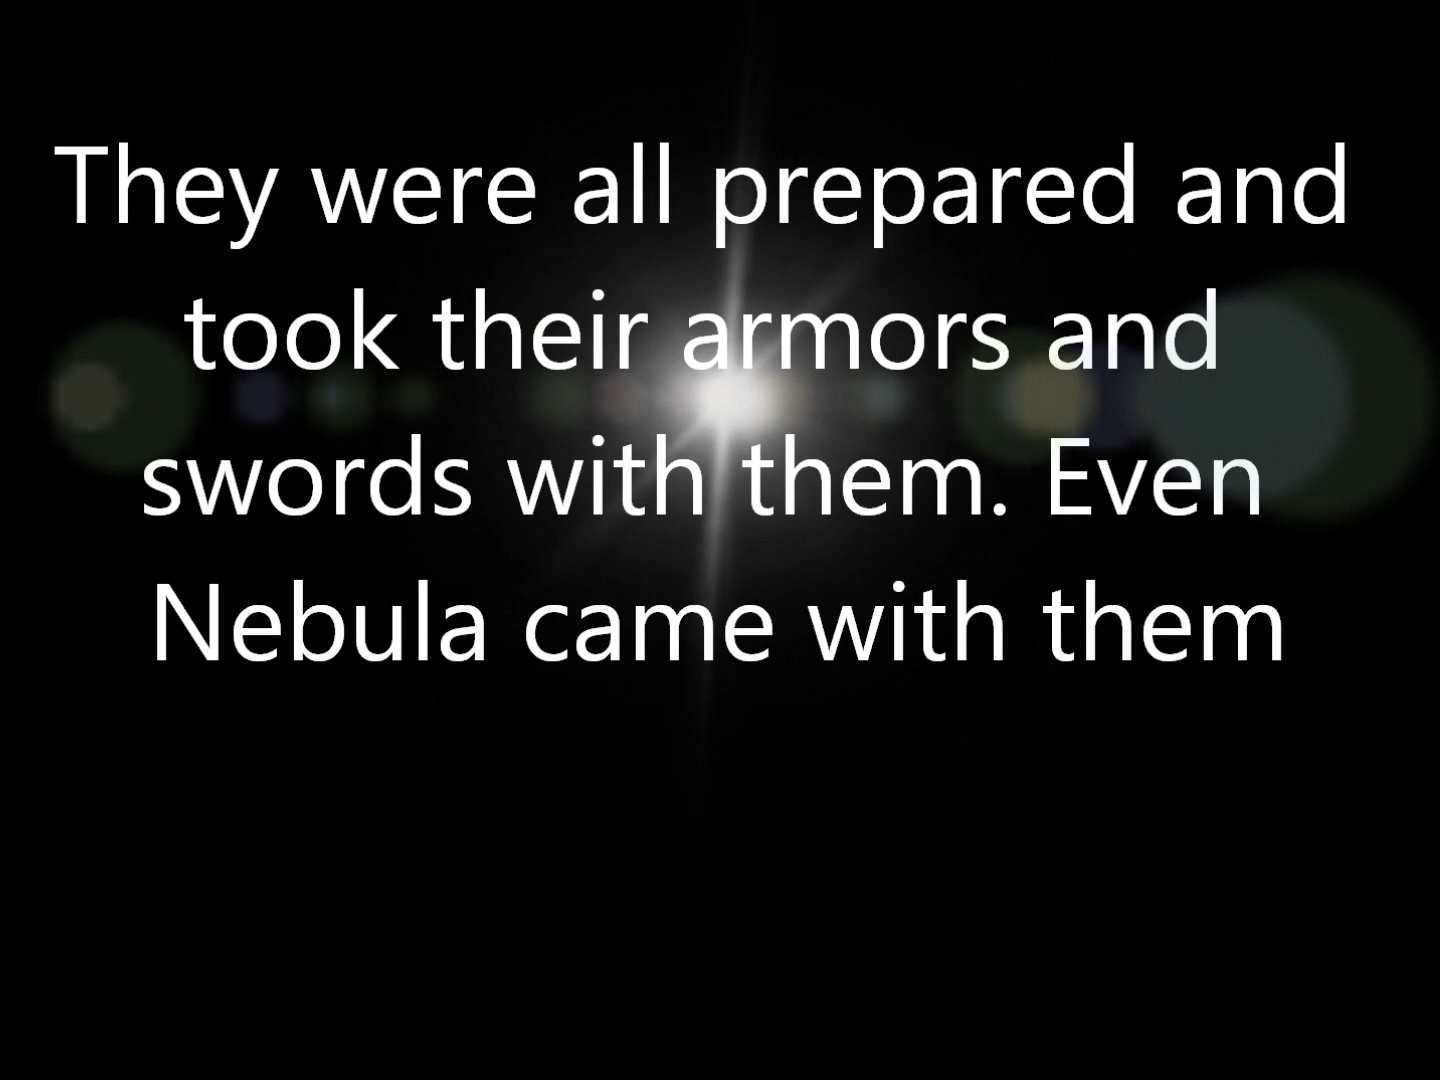 They were all prepared and
took their armors and
swords with them. Even
Nebula came with them